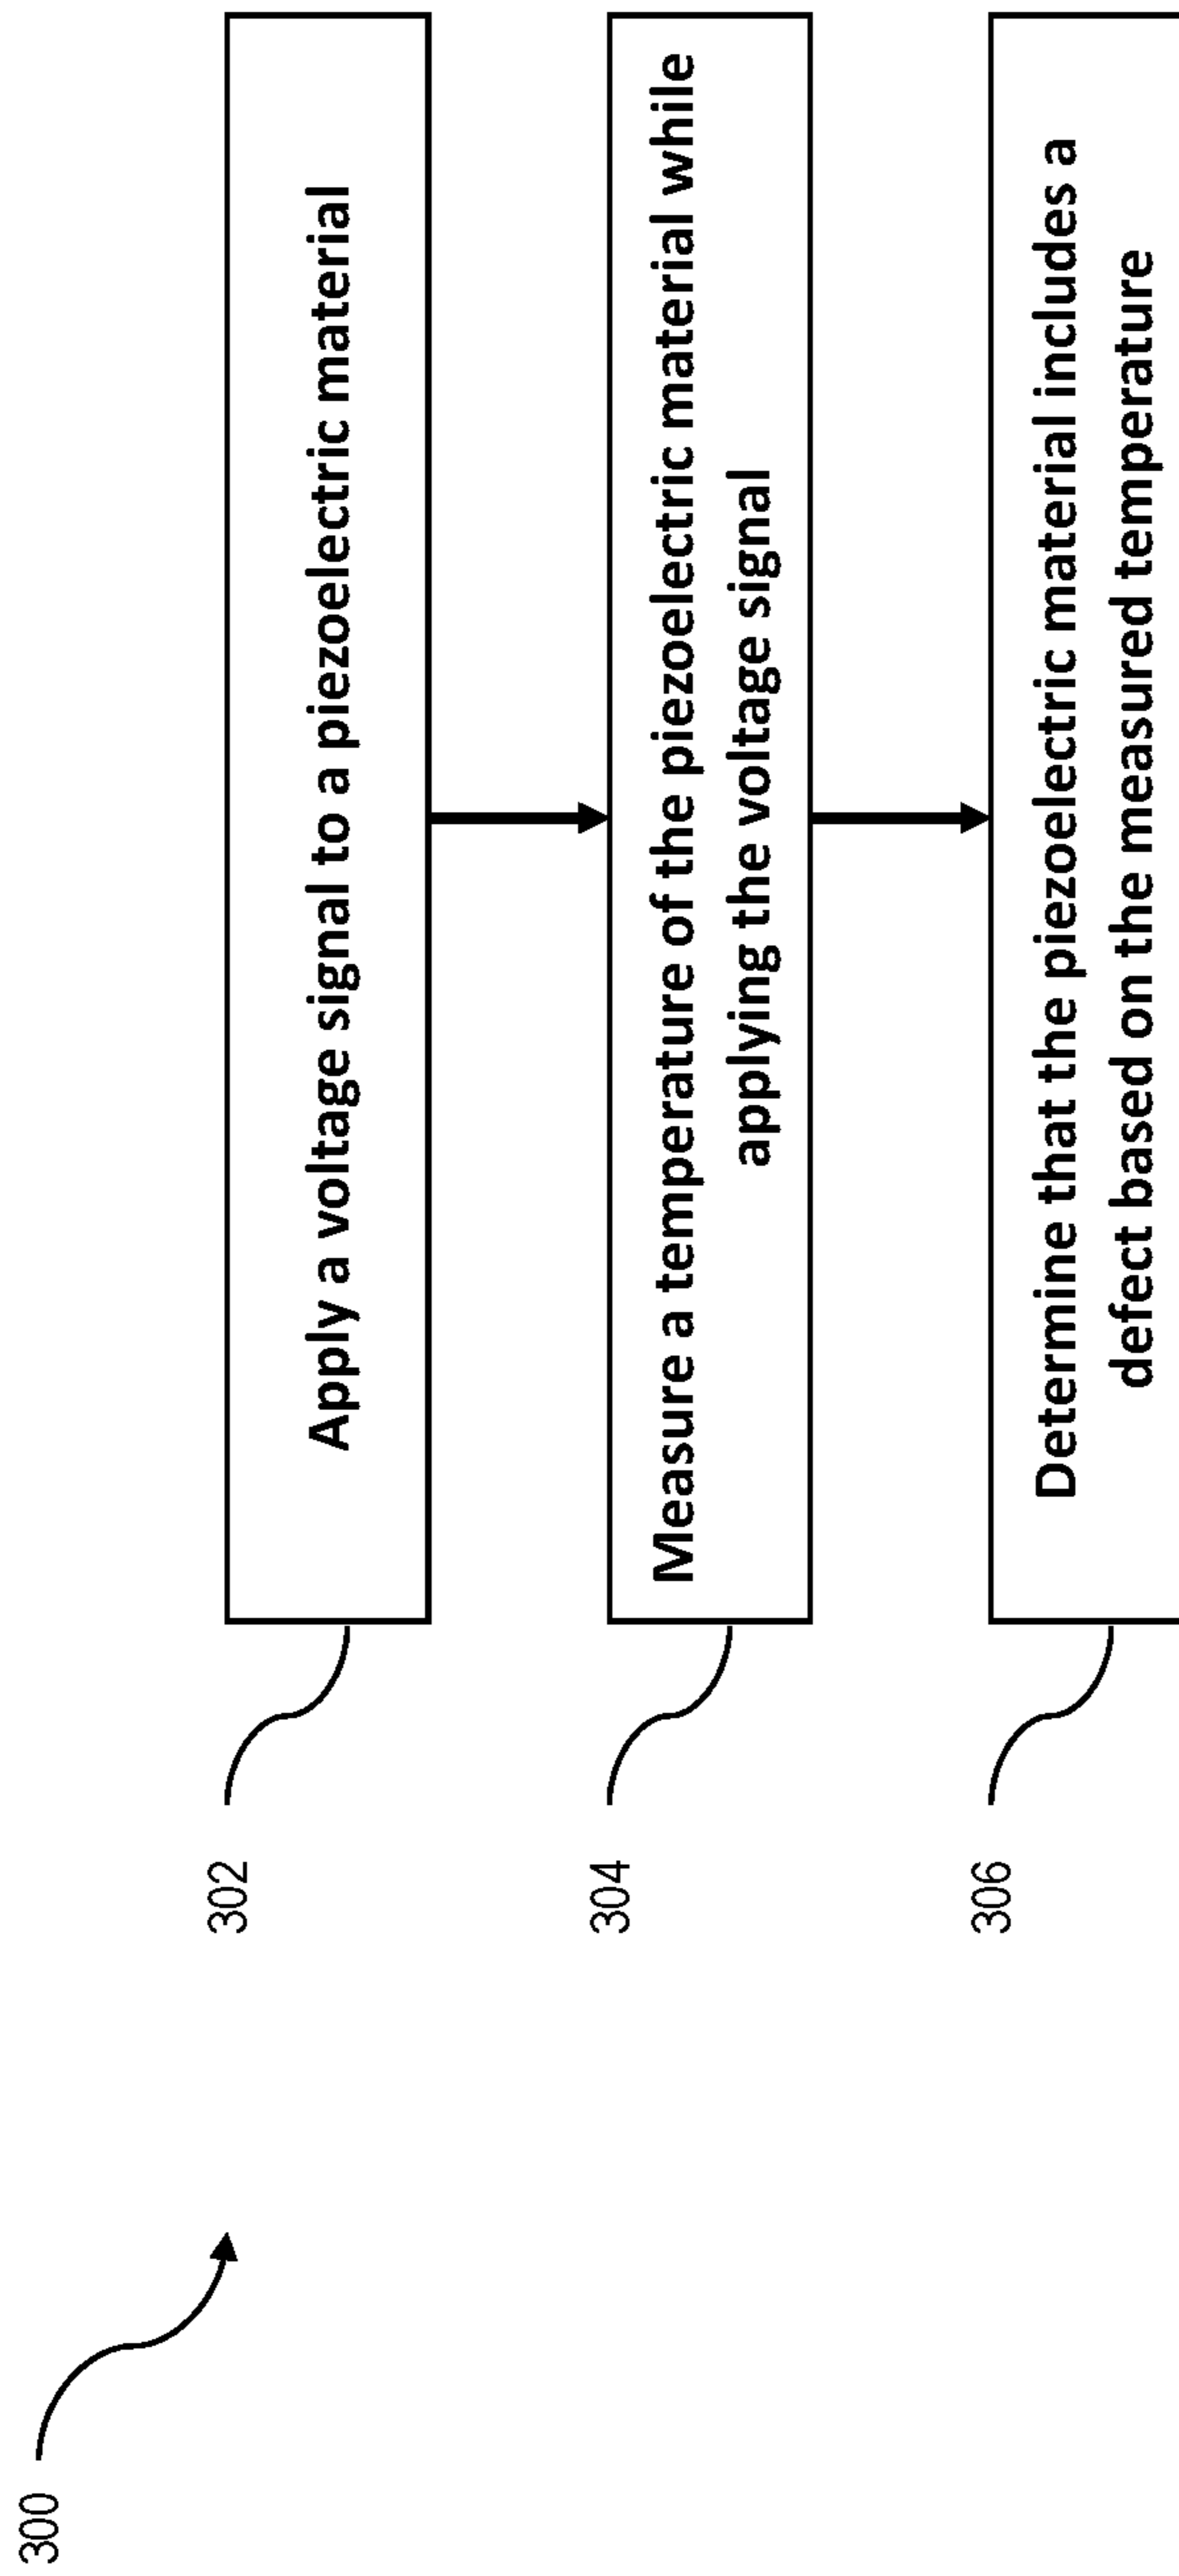 300
302
Apply a voltage signal to a piezoelectric material
304
Measure a temperature of the piezoelectric material while
applying the voltage signal
306
Determine that the piezoelectric material includes a
defect based on the measured temperature